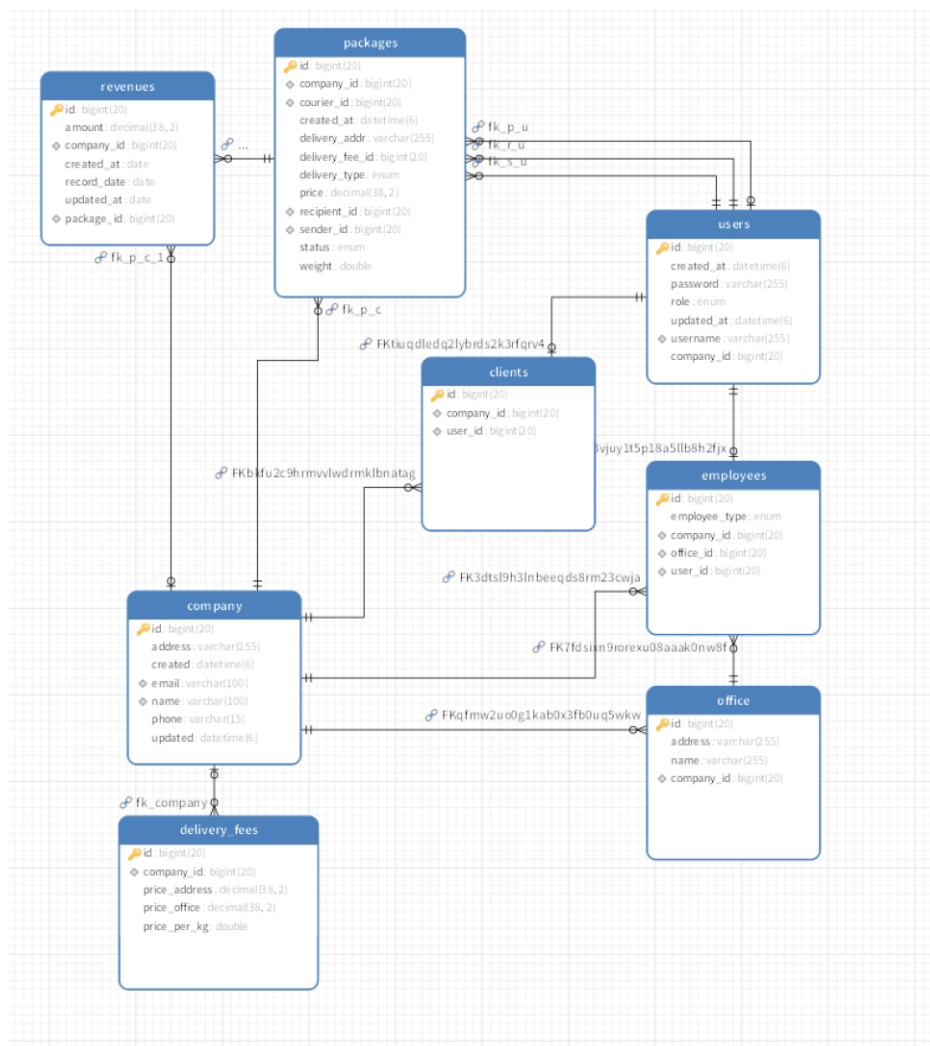 packages
id: bigint(20)
company_id: bigint(20)
courier_id: bigint(20)
created_at: datetime(6)
delivery_addr: varchar(255)
delivery_fee_id: bigint(20)
delivery_type: enum
price: decimal(38, 2)
recipient_id: bigint(20)
sender_id: bigint(20)
status: enum
weight: double
revenues
id: bigint(20)
amount: decimal(38, 2)
company_id: bigint(20)
created_at: date
record_date: date
updated_at: date
package_id: bigint(20)
...
fk_p_u
fk_r_u
fk_s_u
users
id: bigint(20)
created_at: datetime(6)
password: varchar(255)
role: enum
updated_at: datetime(6)
username: varchar(255)
company_id: bigint(20)
fk_p_c_1
fk_p_c
FKtiuqdledq2lybrds2k3rfqrv4
clients
id: bigint(20)
company_id: bigint(20)
user_id: bigint(20)
vjuy1t5p18a5llb8h2fjx
FKbkfu2c9hrmvvlwdrmklbnatag
employees
id: bigint(20)
employee_type: enum
company_id: bigint(20)
office_id: bigint(20)
user_id: bigint(20)
FK3dtsl9h3lnbeeqds8rm23cwja
FK7fdsixn9rorexu08aaak0nw8f
company
id: bigint(20)
address: varchar(255)
created: datetime(6)
email: varchar(100)
name: varchar(100)
phone: varchar(15)
updated: datetime(6)
FKqfmw2uo0g1kab0x3fb0uq5wkw
office
id: bigint(20)
address: varchar(255)
name: varchar(255)
company_id: bigint(20)
fk_company
delivery_fees
id: bigint(20)
company_id: bigint(20)
price_address: decimal(38, 2)
price_office: decimal(38, 2)
price_per_kg: double